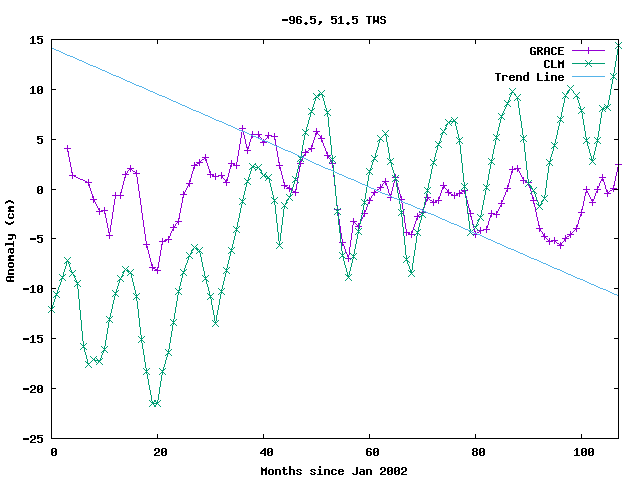 -96.5, 51.5 TWS
GRACE
CLM
Trend Line
15
10
5
0
-5
-10
-15
-20
-25
Anomaly (cm)
0 20 40 60 80 100
Months since Jan 2002